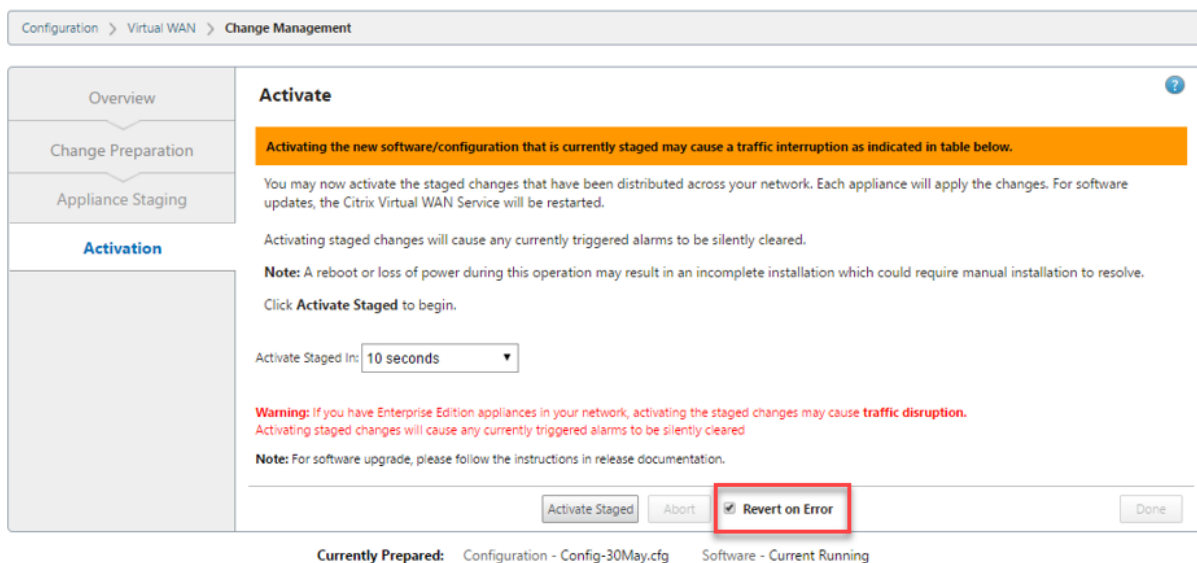 Configuration > Virtual WAN > Change Management
Overview
Change Preparation
Appliance Staging
Activation
Activate
?
Activating the new software/configuration that is currently staged may cause a traffic interruption as indicated in table below.
You may now activate the staged changes that have been distributed across your network. Each appliance will apply the changes. For software
updates, the Citrix Virtual WAN Service will be restarted.
Activating staged changes will cause any currently triggered alarms to be silently cleared.
Note: A reboot or loss of power during this operation may result in an incomplete installation which could require manual installation to resolve.
Click Activate Staged to begin.
Activate Staged In: 10 seconds
Warning: If you have Enterprise Edition appliances in your network, activating the staged changes may cause traffic disruption.
Activating staged changes will cause any currently triggered alarms to be silently cleared
Note: For software upgrade, please follow the instructions in release documentation.
Activate Staged Abort Revert on Error Done
Currently Prepared: Configuration - Config-30May.cfg Software - Current Running